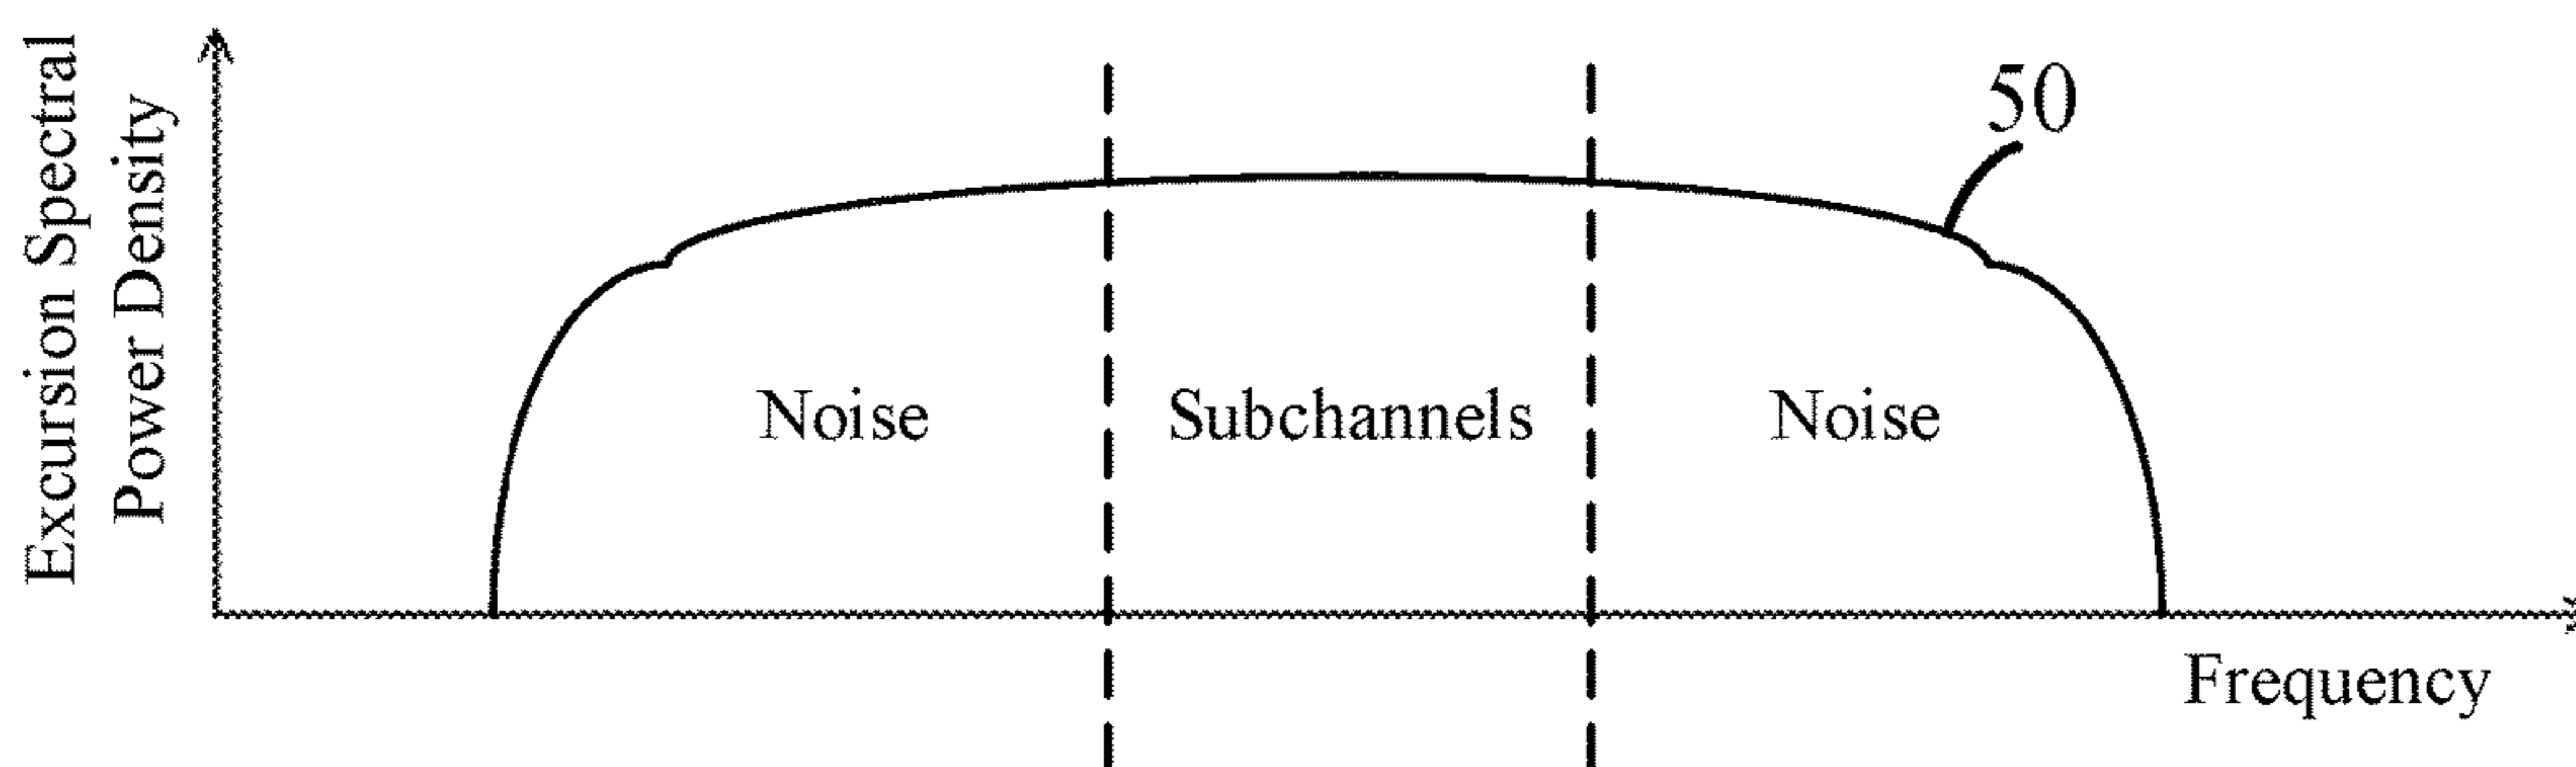 Excursion Spectral
Power Density
50
Noise
Subchannels
Noise
Frequency